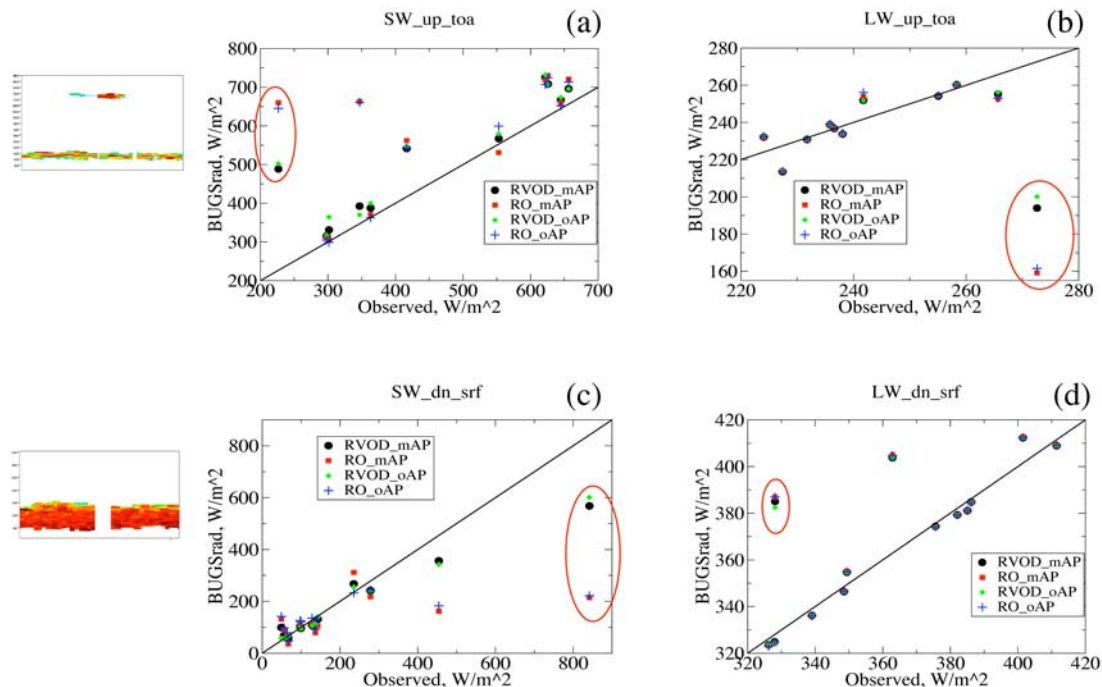 SW_up_toa
(a)
800
700
600
500
400
300
200
BUGSrad, W/m^2
RVOD_mAP
RO_mAP
RVOD_oAP
RO_oAP
200 300 400 500 600 700
Observed, W/m^2
LW_up_toa
(b)
280
260
240
220
200
180
160
BUGSrad, W/m^2
RVOD_mAP
RO_mAP
RVOD_oAP
RO_oAP
220 240 260 280
Observed, W/m^2
SW_dn_srf
(c)
800
600
400
200
0
BUGSrad, W/m^2
RVOD_mAP
RO_mAP
RVOD_oAP
RO_oAP
0 200 400 600 800
Observed, W/m^2
LW_dn_srf
(d)
420
400
380
360
340
320
BUGSrad, W/m^2
RVOD_mAP
RO_mAP
RVOD_oAP
RO_oAP
320 340 360 380 400 420
Observed, W/m^2